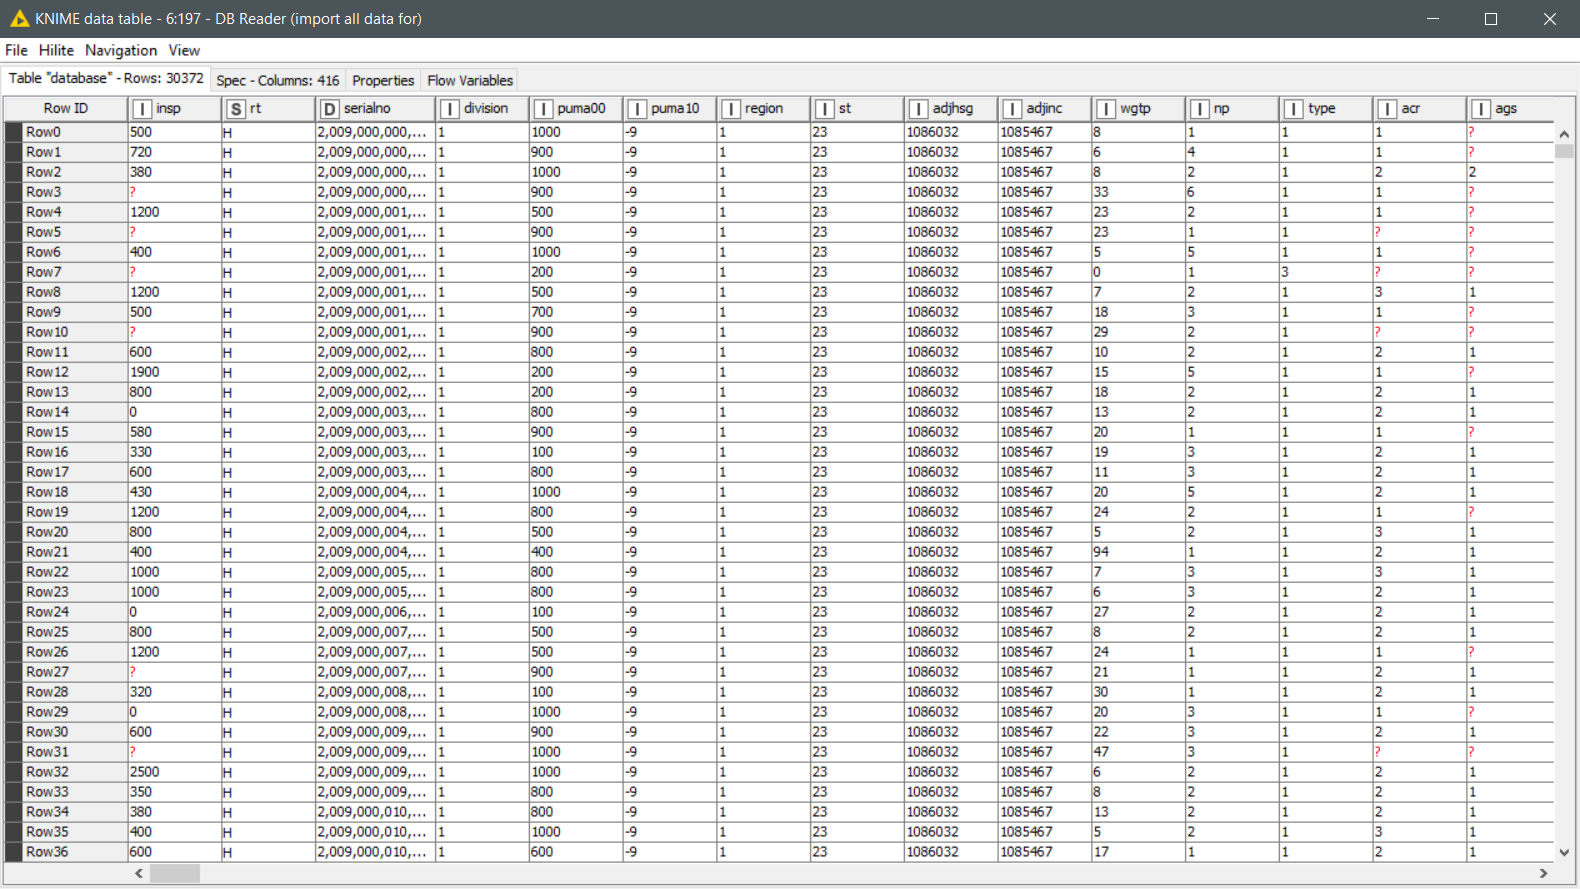 KNIME data table - 6:197 - DB Reader (import all data for)
File Hilite Navigation View
Table "database" - Rows: 30372 Spec - Columns: 416 Properties Flow Variables
Row ID I insp S rt D serialno I division I puma00 I puma10 I region I st I adjhsg I adjinc I wgtp I np I type I acr I ags
Row0 500 H 2,009,000,000,... 1 1000 -9 1 23 1086032 1085467 8 1 1 1 ?
Row1 720 H 2,009,000,000,... 1 900 -9 1 23 1086032 1085467 6 4 1 1 ?
Row2 380 H 2,009,000,000,... 1 1000 -9 1 23 1086032 1085467 8 2 1 2 2
Row3 ? H 2,009,000,000,... 1 900 -9 1 23 1086032 1085467 33 6 1 1 ?
Row4 1200 H 2,009,000,001,... 1 500 -9 1 23 1086032 1085467 23 2 1 1 ?
Row5 ? H 2,009,000,001,... 1 900 -9 1 23 1086032 1085467 23 1 1 ? ?
Row6 400 H 2,009,000,001,... 1 1000 -9 1 23 1086032 1085467 5 5 1 1 ?
Row7 ? H 2,009,000,001,... 1 200 -9 1 23 1086032 1085467 0 1 3 ? ?
Row8 1200 H 2,009,000,001,... 1 500 -9 1 23 1086032 1085467 7 2 1 3 1
Row9 500 H 2,009,000,001,... 1 700 -9 1 23 1086032 1085467 18 3 1 1 ?
Row10 ? H 2,009,000,001,... 1 900 -9 1 23 1086032 1085467 29 2 1 ? ?
Row11 600 H 2,009,000,002,... 1 800 -9 1 23 1086032 1085467 10 2 1 2 1
Row12 1900 H 2,009,000,002,... 1 200 -9 1 23 1086032 1085467 15 5 1 1 ?
Row13 800 H 2,009,000,002,... 1 200 -9 1 23 1086032 1085467 18 2 1 2 1
Row14 0 H 2,009,000,003,... 1 800 -9 1 23 1086032 1085467 13 2 1 2 1
Row15 580 H 2,009,000,003,... 1 900 -9 1 23 1086032 1085467 20 1 1 1 ?
Row16 330 H 2,009,000,003,... 1 100 -9 1 23 1086032 1085467 19 3 1 2 1
Row17 600 H 2,009,000,003,... 1 800 -9 1 23 1086032 1085467 11 3 1 2 1
Row18 430 H 2,009,000,004,... 1 1000 -9 1 23 1086032 1085467 20 5 1 2 1
Row19 1200 H 2,009,000,004,... 1 800 -9 1 23 1086032 1085467 24 2 1 1 ?
Row20 800 H 2,009,000,004,... 1 500 -9 1 23 1086032 1085467 5 2 1 3 1
Row21 400 H 2,009,000,004,... 1 400 -9 1 23 1086032 1085467 94 1 1 2 1
Row22 1000 H 2,009,000,005,... 1 800 -9 1 23 1086032 1085467 7 3 1 3 1
Row23 1000 H 2,009,000,005,... 1 800 -9 1 23 1086032 1085467 6 3 1 2 1
Row24 0 H 2,009,000,006,... 1 100 -9 1 23 1086032 1085467 27 2 1 2 1
Row25 800 H 2,009,000,007,... 1 500 -9 1 23 1086032 1085467 8 2 1 2 1
Row26 1200 H 2,009,000,007,... 1 500 -9 1 23 1086032 1085467 24 1 1 1 ?
Row27 ? H 2,009,000,007,... 1 900 -9 1 23 1086032 1085467 21 1 1 2 1
Row28 320 H 2,009,000,008,... 1 100 -9 1 23 1086032 1085467 30 1 1 2 1
Row29 0 H 2,009,000,008,... 1 1000 -9 1 23 1086032 1085467 20 3 1 1 ?
Row30 600 H 2,009,000,009,... 1 900 -9 1 23 1086032 1085467 22 3 1 2 1
Row31 ? H 2,009,000,009,... 1 1000 -9 1 23 1086032 1085467 47 3 1 ? ?
Row32 2500 H 2,009,000,009,... 1 1000 -9 1 23 1086032 1085467 6 2 1 2 1
Row33 350 H 2,009,000,009,... 1 800 -9 1 23 1086032 1085467 8 2 1 2 1
Row34 380 H 2,009,000,010,... 1 800 -9 1 23 1086032 1085467 13 2 1 2 1
Row35 400 H 2,009,000,010,... 1 1000 -9 1 23 1086032 1085467 5 2 1 3 1
Row36 600 H 2,009,000,010,... 1 600 -9 1 23 1086032 1085467 17 1 1 2 1